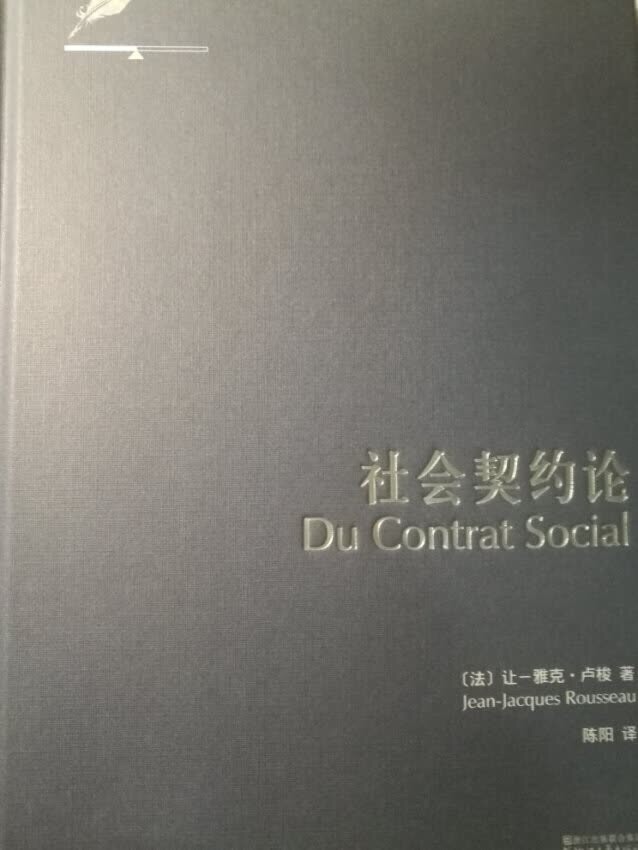 社会契约论
Du Contrat Social
〔法〕让－雅克·卢梭 著
Jean-Jacques Rousseau
陈阳 译